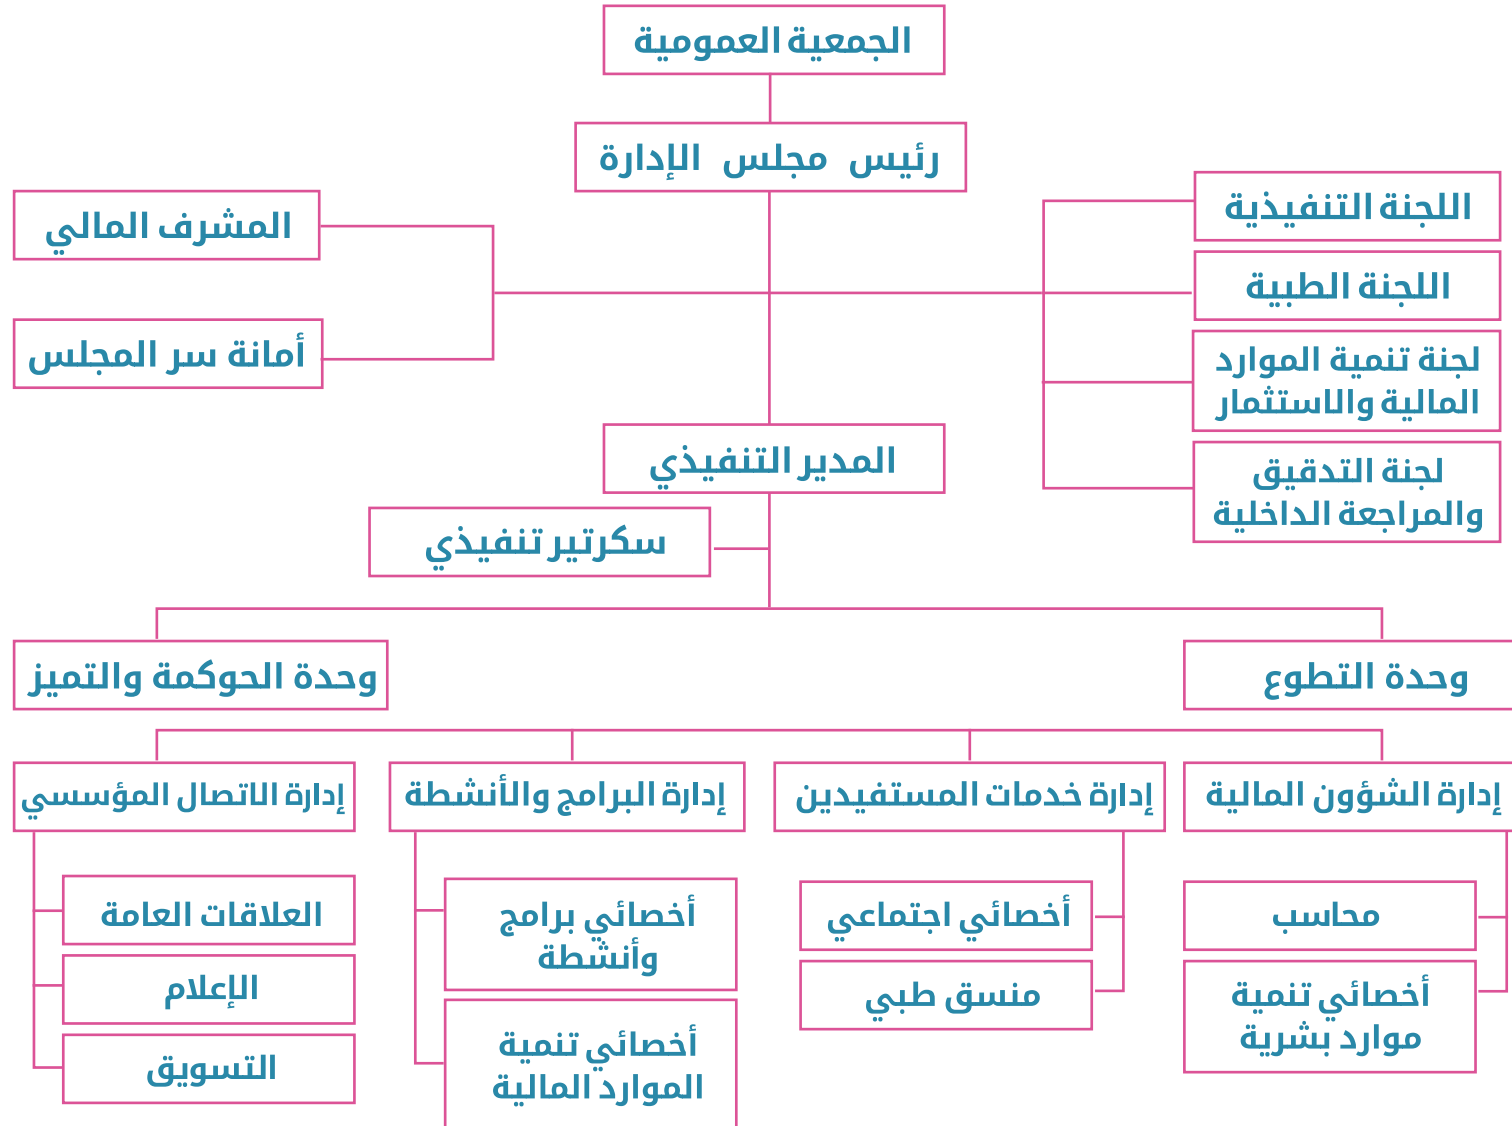 الجمعية العمومية
رئيس مجلس الإدارة
اللجنة التنفيذية
المشرف المالي
اللجنة الطبية
أمانة سر المجلس
لجنة تنمية الموارد
المالية والاستثمار
المدير التنفيذي
لجنة التدقيق
والمراجعة الداخلية
سكرتير تنفيذي
وحدة التطوع
وحدة الحوكمة والتميز
إدارة الشؤون المالية
إدارة خدمات المستفيدين
إدارة البرامج والأنشطة
إدارة الاتصال المؤسسي
محاسب
أخصائي تنمية
موارد بشرية
أخصائي اجتماعي
منسق طبي
أخصائي برامج
وأنشطة
أخصائي تنمية
الموارد المالية
العلاقات العامة
الإعلام
التسويق